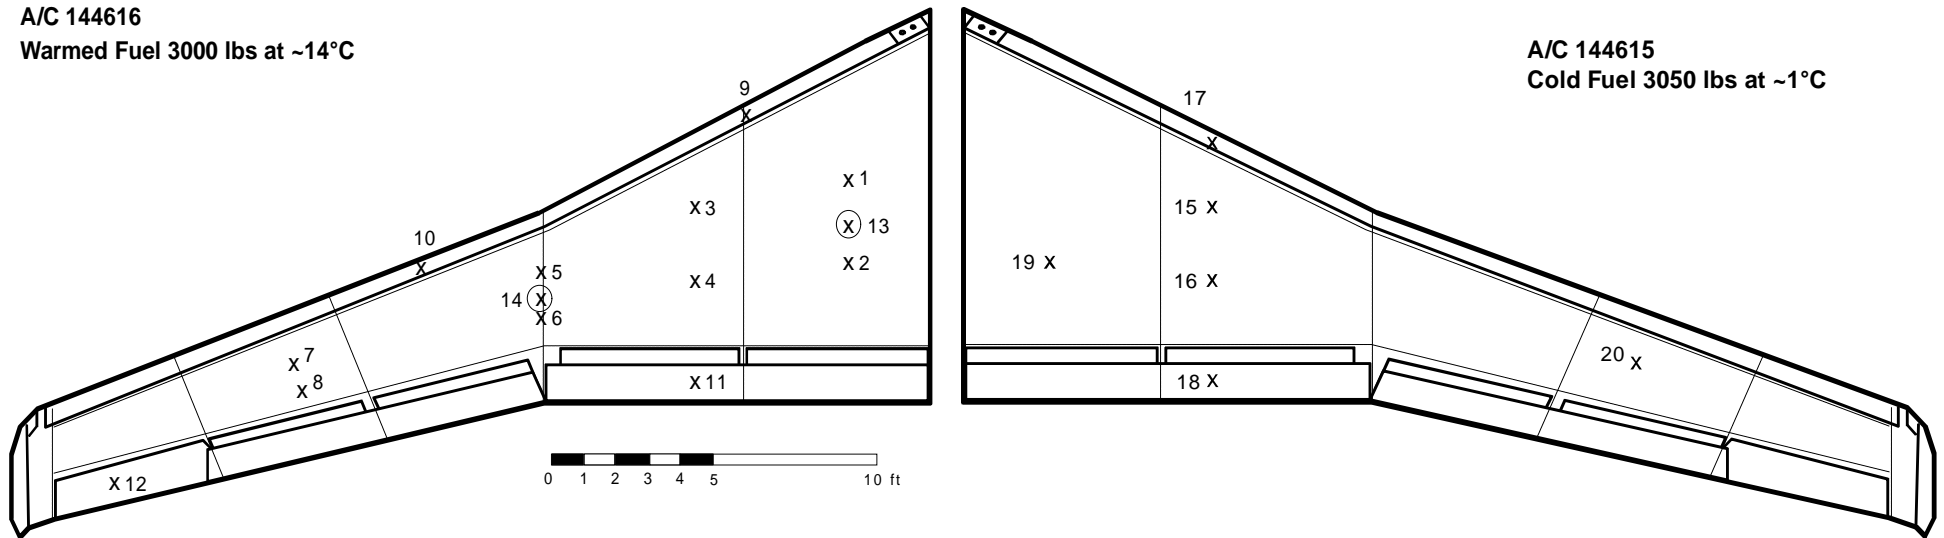 A/C 144616
Warmed Fuel 3000 lbs at ~14°C
A/C 144615
Cold Fuel 3050 lbs at ~1°C
9
X
17
X
X 1
X 3
15 X
X 13
10
X
X 2
19 X
X 5
X 4
16 X
14 X
X 6
X 7
20 X
X 8
X 11
18 X
X 12
0 1 2 3 4 5 10 ft